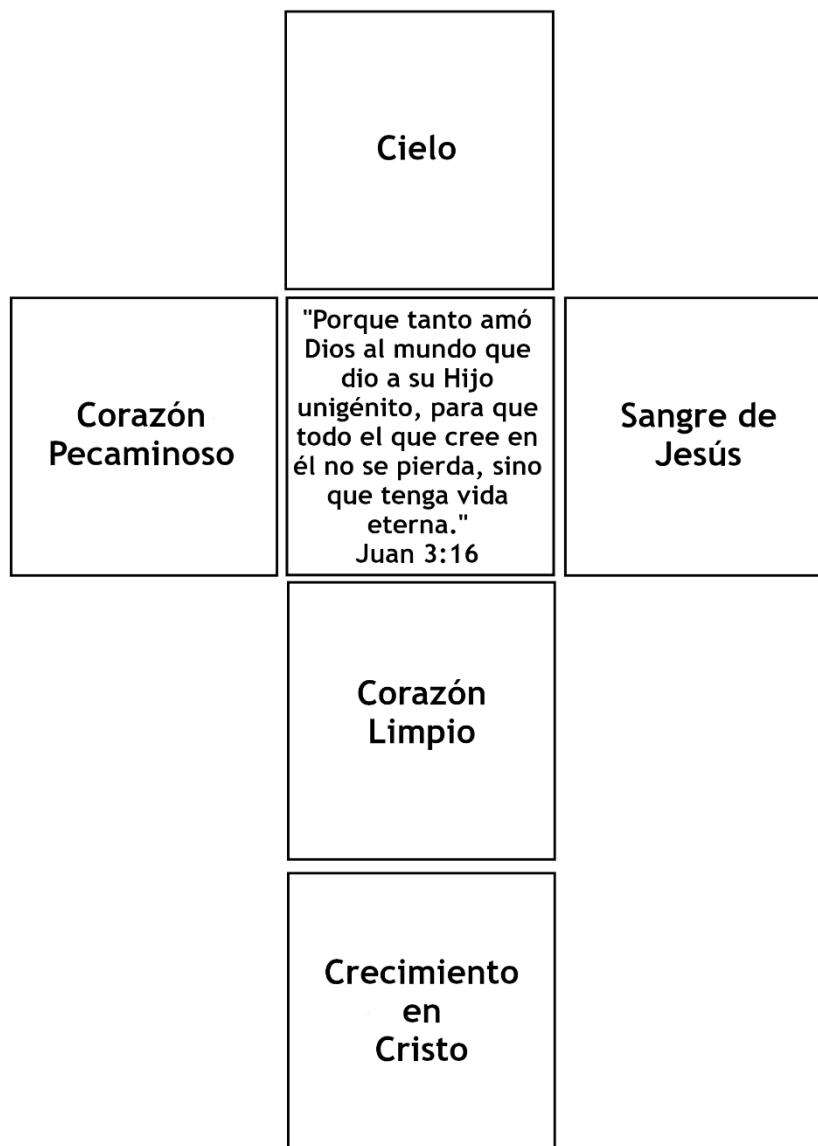 Cielo
Corazón
Pecaminoso
"Porque tanto amó
Dios al mundo que
dio a su Hijo
unigénito, para que
todo el que cree en
él no se pierda, sino
que tenga vida
eterna."
Juan 3:16
Sangre de
Jesús
Corazón
Limpio
Crecimiento
en
Cristo